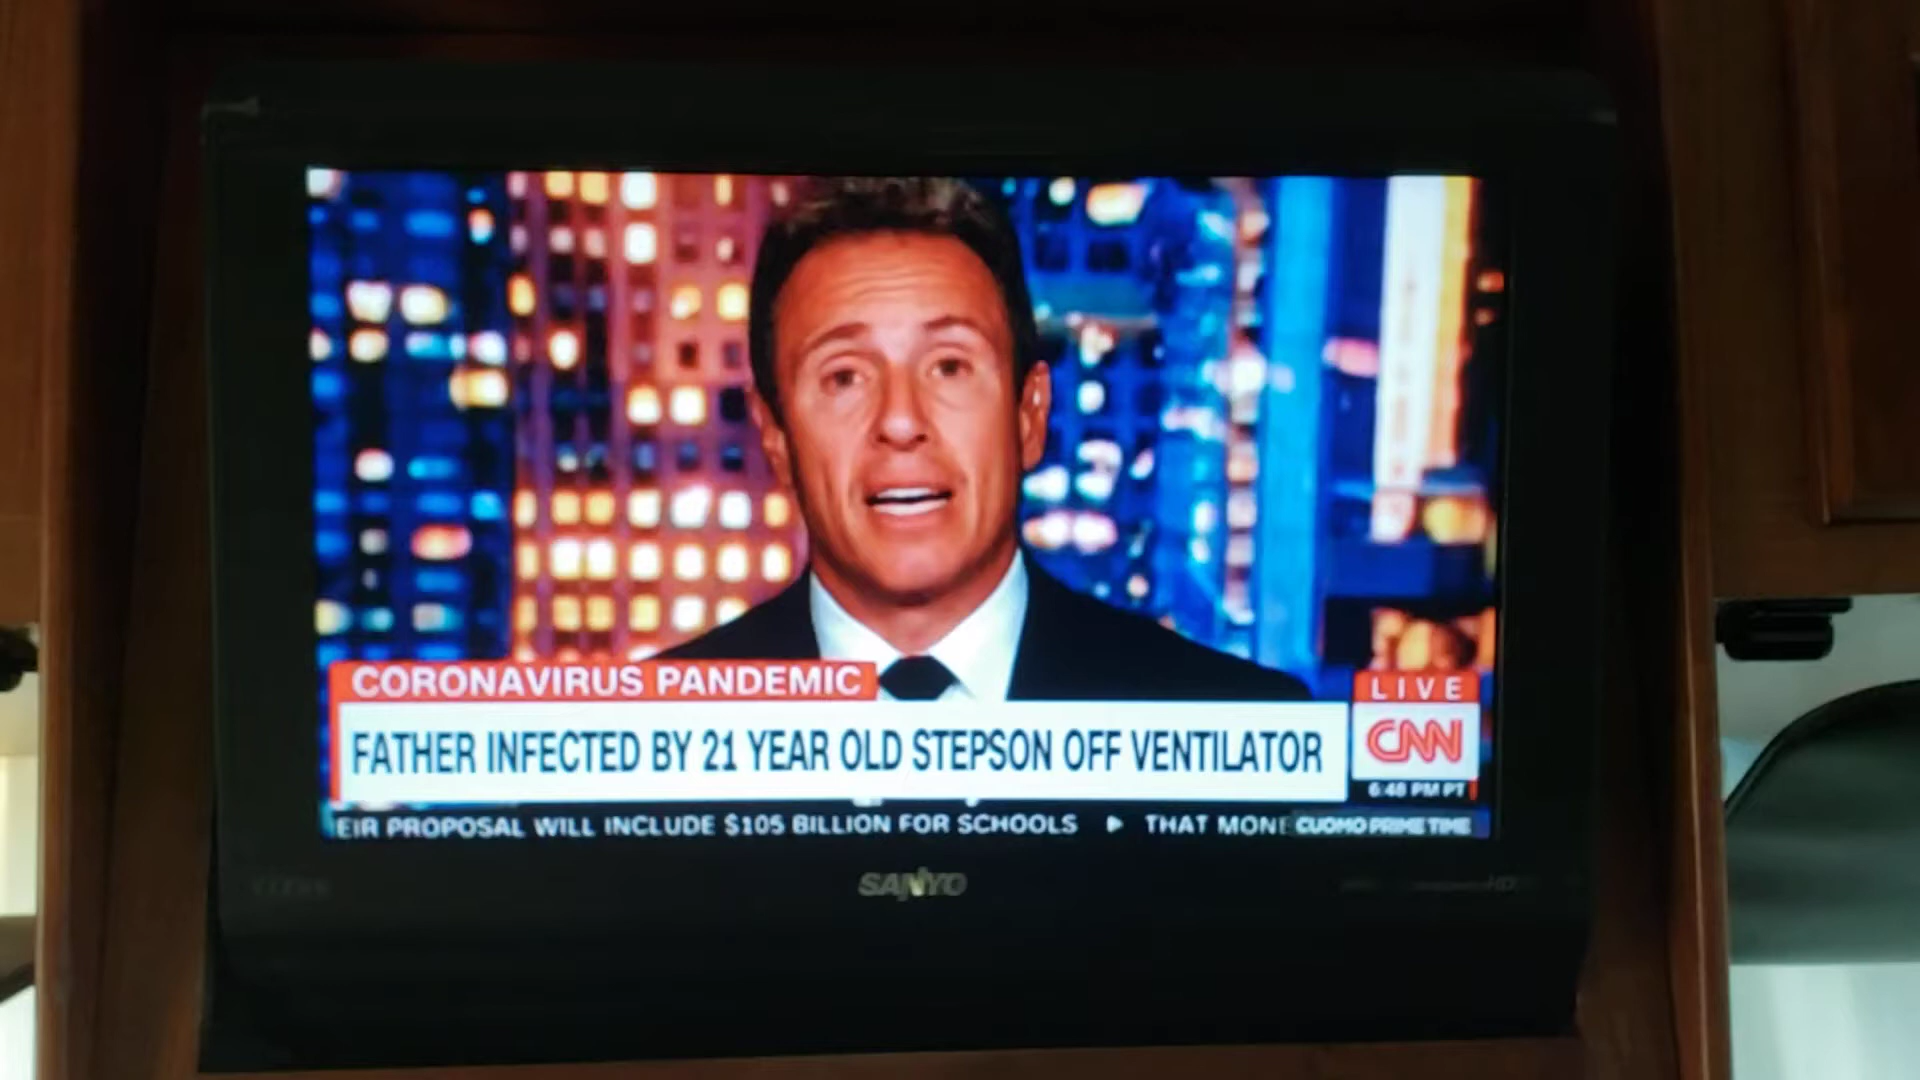 CORONAVIRUS PANDEMIC
LIVE
FATHER INFECTED BY 21 YEAR OLD STEPSON OFF VENTILATOR
CNN
6:48 PM PT
EIR PROPOSAL WILL INCLUDE $105 BILLION FOR SCHOOLS ▶ THAT MONE
CUOMO PRIME TIME
SANYO
HD